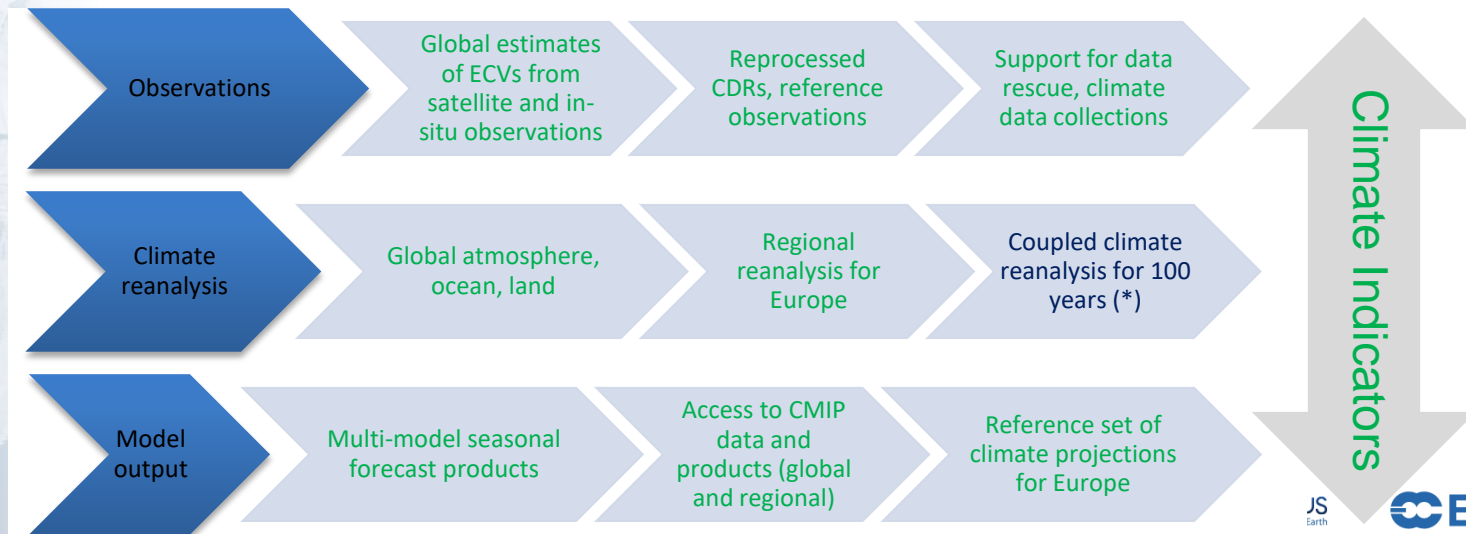 Observations
Global estimates
of ECVs from
satellite and in-
situ observations
Reprocessed
CDRs, reference
observations
Support for data
rescue, climate
data collections
Climate
reanalysis
Global atmosphere,
ocean, land
Regional
reanalysis for
Europe
Coupled climate
reanalysis for 100
years (*)
Model
output
Multi-model seasonal
forecast products
Access to CMIP
data and
products (global
and regional)
Reference set of
climate projections
for Europe
Climate Indicators
US
Earth
E